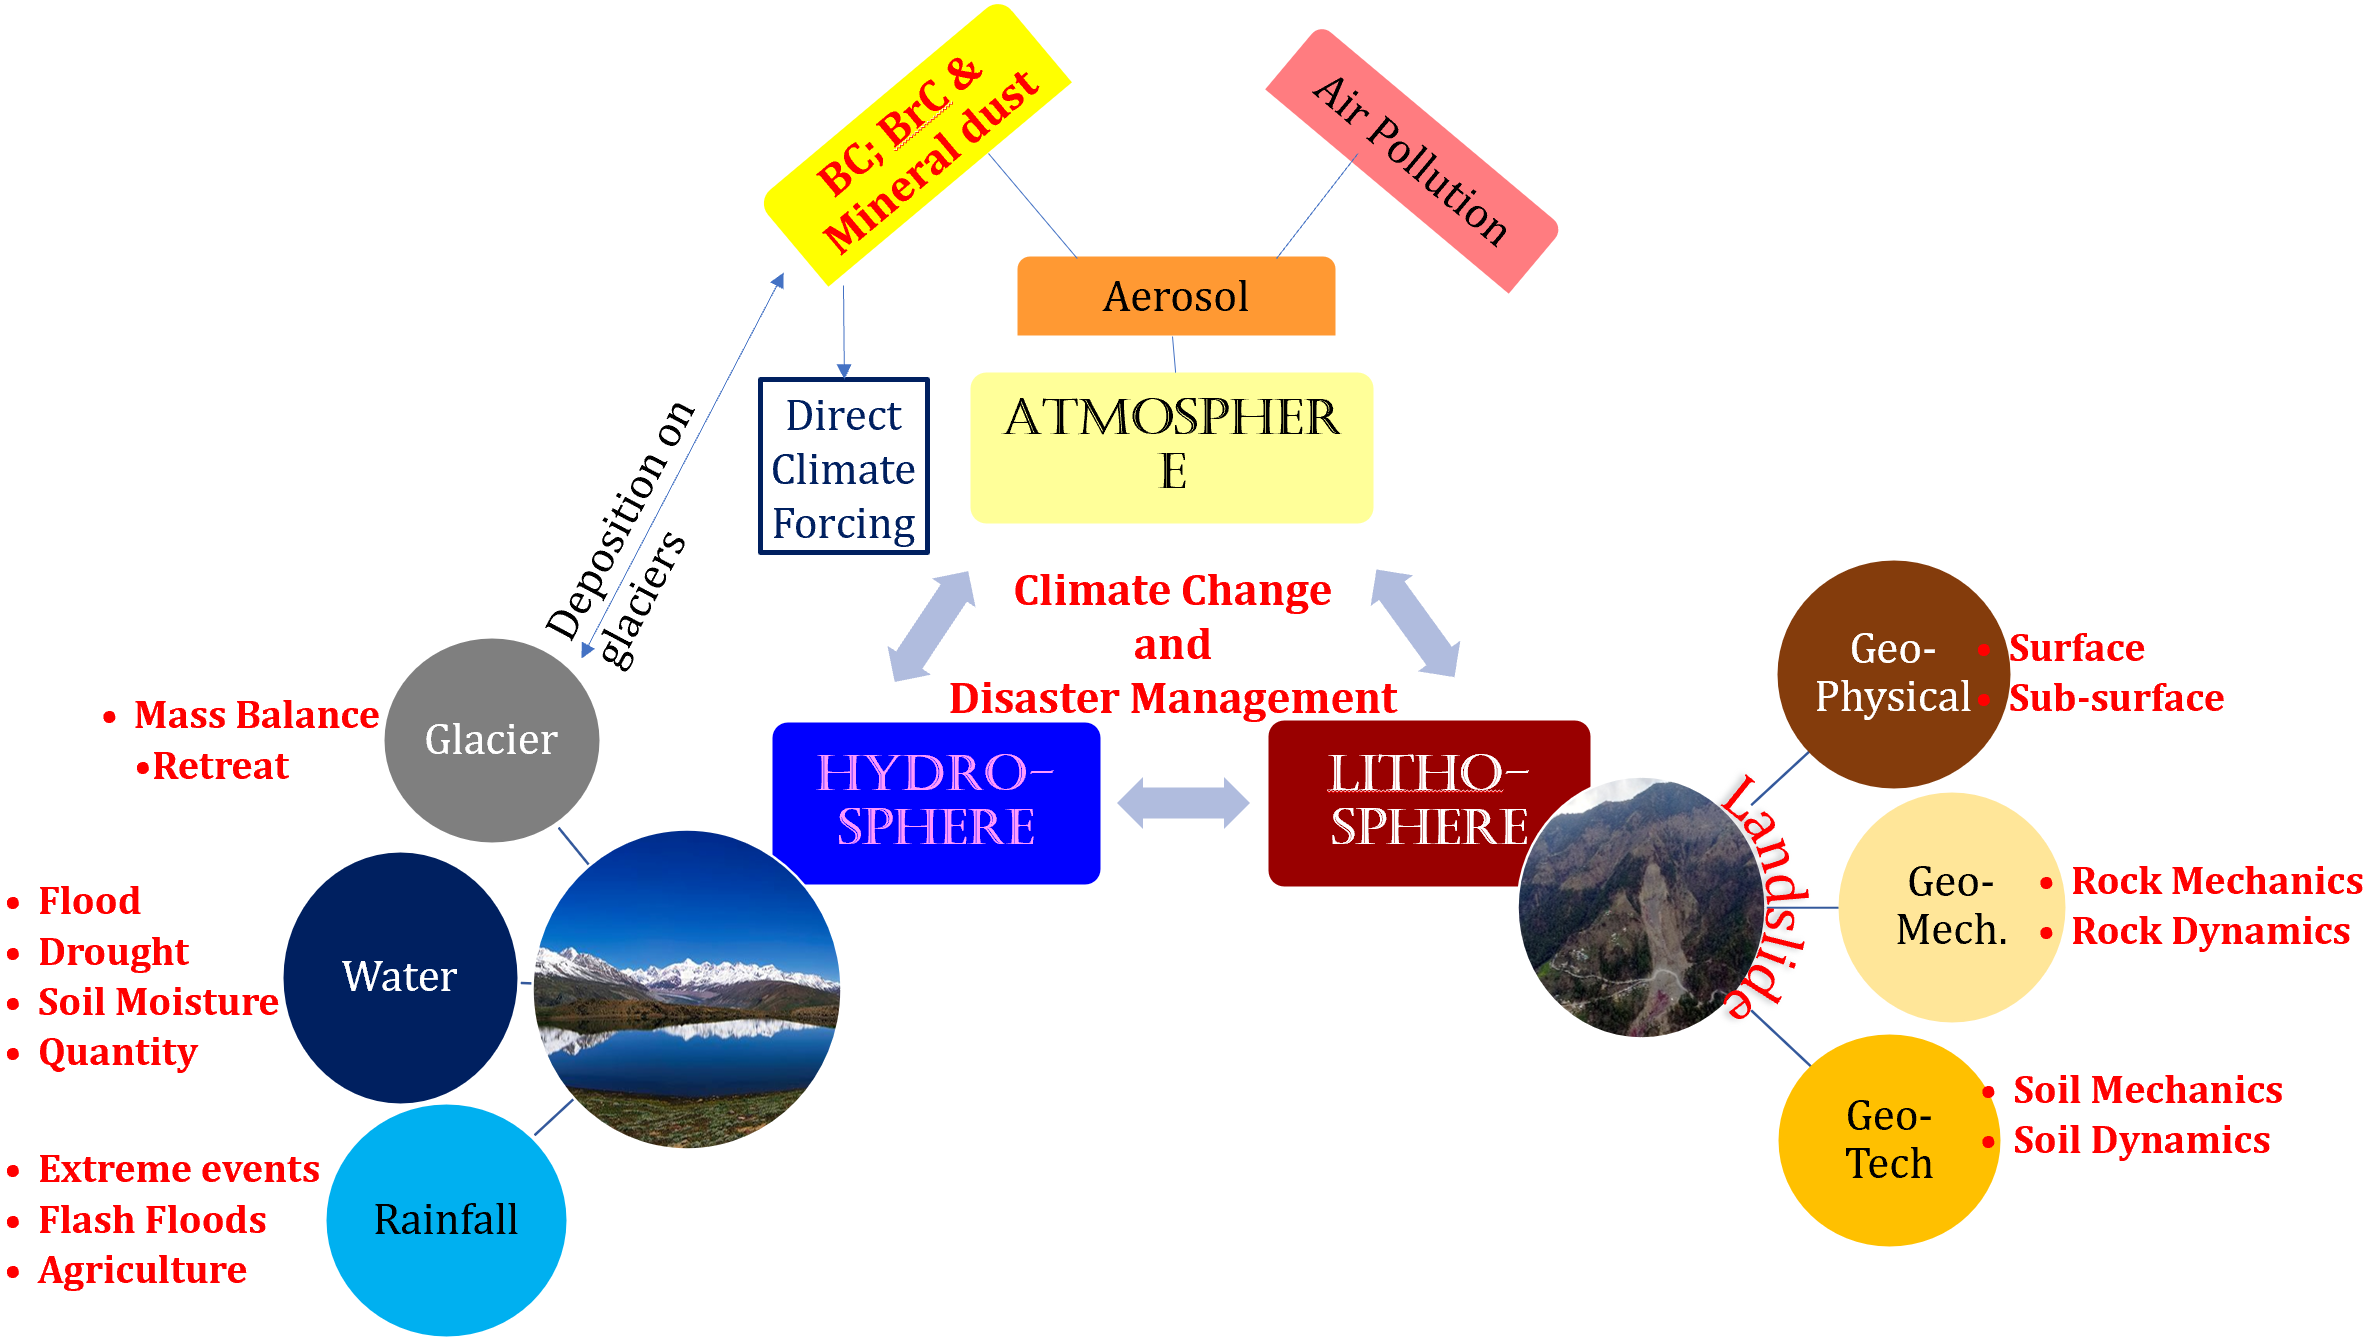 BC; BrC &
Mineral dust
Air Pollution
Aerosol
ATMOSPHER
E
Direct
Climate
Forcing
Deposition on
glaciers
Climate Change
and
Disaster Management
HYDRO-
SPHERE
LITHO-
SPHERE
Glacier
• Mass Balance
•Retreat
Water
• Flood
• Drought
• Soil Moisture
• Quantity
Rainfall
• Extreme events
• Flash Floods
• Agriculture
Landslide
Geo-
Physical
• Surface
• Sub-surface
Geo-
Mech.
• Rock Mechanics
• Rock Dynamics
Geo-
Tech
• Soil Mechanics
• Soil Dynamics